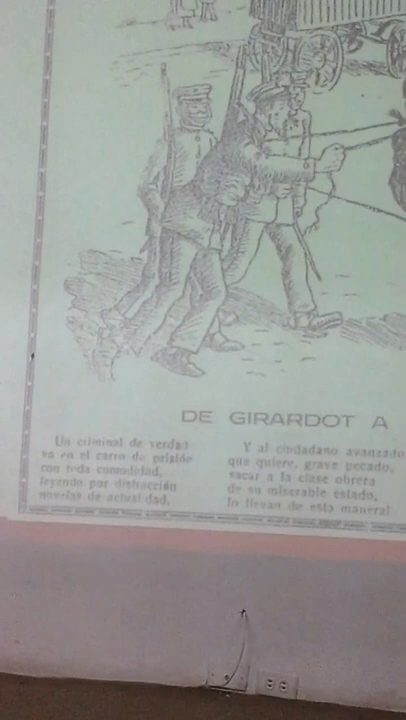 DE GIRARDOT A
Un criminal de verdad
va en el carro de prisión
con toda comodidad,
leyendo por distracción
novelas de actualidad.
Y al ciudadano avanzado
que quiere, grave pecado,
sacar a la clase obrera
de su miserable estado,
lo llevan de esta manera!